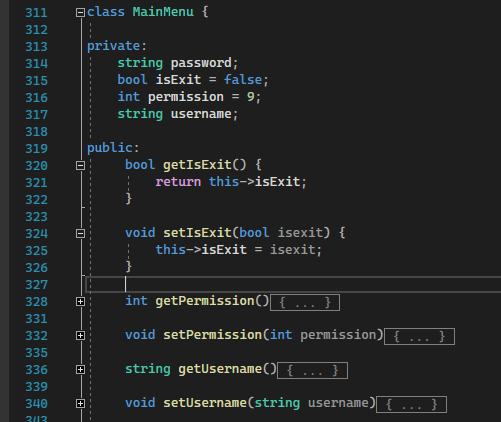 311 class MainMenu {
312
313 private:
314 string password;
315 bool isExit = false;
316 int permission = 9;
317 string username;
318
319 public:
320 bool getIsExit() {
321 return this->isExit;
322 }
323
324 void setIsExit(bool isexit) {
325 this->isExit = isexit;
326 }
327
328 int getPermission(){ ... }
331
332 void setPermission(int permission){ ... }
335
336 string getUsername(){ ... }
339
340 void setUsername(string username){ ... }
343